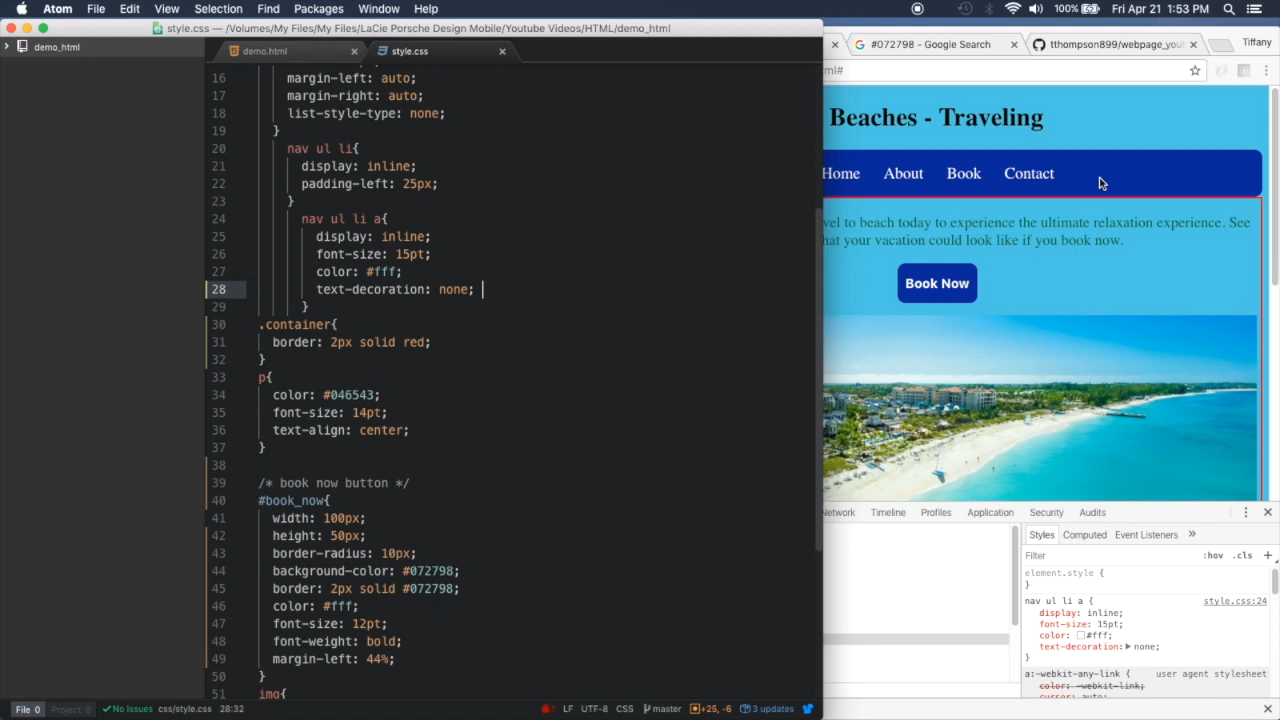 Atom File Edit View Selection Find Packages Window Help 100% Fri Apr 21 1:53 PM
style.css — /Volumes/My Files/My Files/LaCie Porsche Design Mobile/Youtube Videos/HTML/demo_html
demo_html
demo.html
style.css
#072798 - Google Search
tthompson899/webpage_yout
Tiffany
ml#
16 margin-left: auto;
17 margin-right: auto;
18 list-style-type: none;
19 }
20 nav ul li{
21 display: inline;
22 padding-left: 25px;
23 }
24 nav ul li a{
25 display: inline;
26 font-size: 15pt;
27 color: #fff;
28 text-decoration: none;
29 }
30 .container{
31 border: 2px solid red;
32 }
33 p{
34 color: #046543;
35 font-size: 14pt;
36 text-align: center;
37 }
38
39 /* book now button */
40 #book_now{
41 width: 100px;
42 height: 50px;
43 border-radius: 10px;
44 background-color: #072798;
45 border: 2px solid #072798;
46 color: #fff;
47 font-size: 12pt;
48 font-weight: bold;
49 margin-left: 44%;
50 }
51 img{
Beaches - Traveling
Home About Book Contact
vel to beach today to experience the ultimate relaxation experience. See
hat your vacation could look like if you book now.
Book Now
Network Timeline Profiles Application Security Audits
Styles Computed Event Listeners »
Filter :hov .cls +
element.style {
}
nav ul li a { style.css:24
display: inline;
font-size: 15pt;
color: #fff;
text-decoration: none;
}
a:-webkit-any-link { user agent stylesheet
color: -webkit-link;
cursor: auto;
File 0 Project 0 No Issues css/style.css 28:32 LF UTF-8 CSS master +25, -6 3 updates